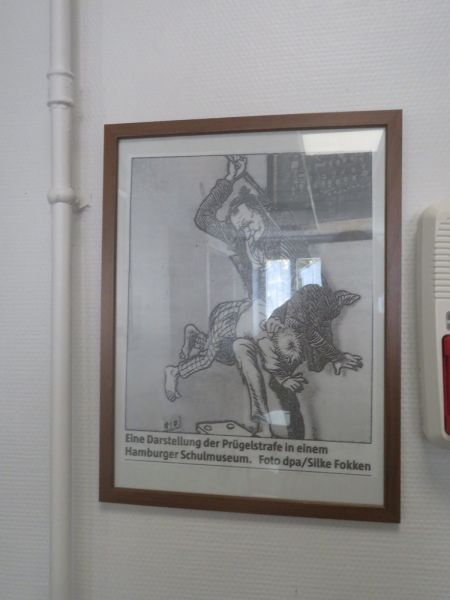 Eine Darstellung der Prügelstrafe in einem
Hamburger Schulmuseum. Foto dpa/Silke Fokken